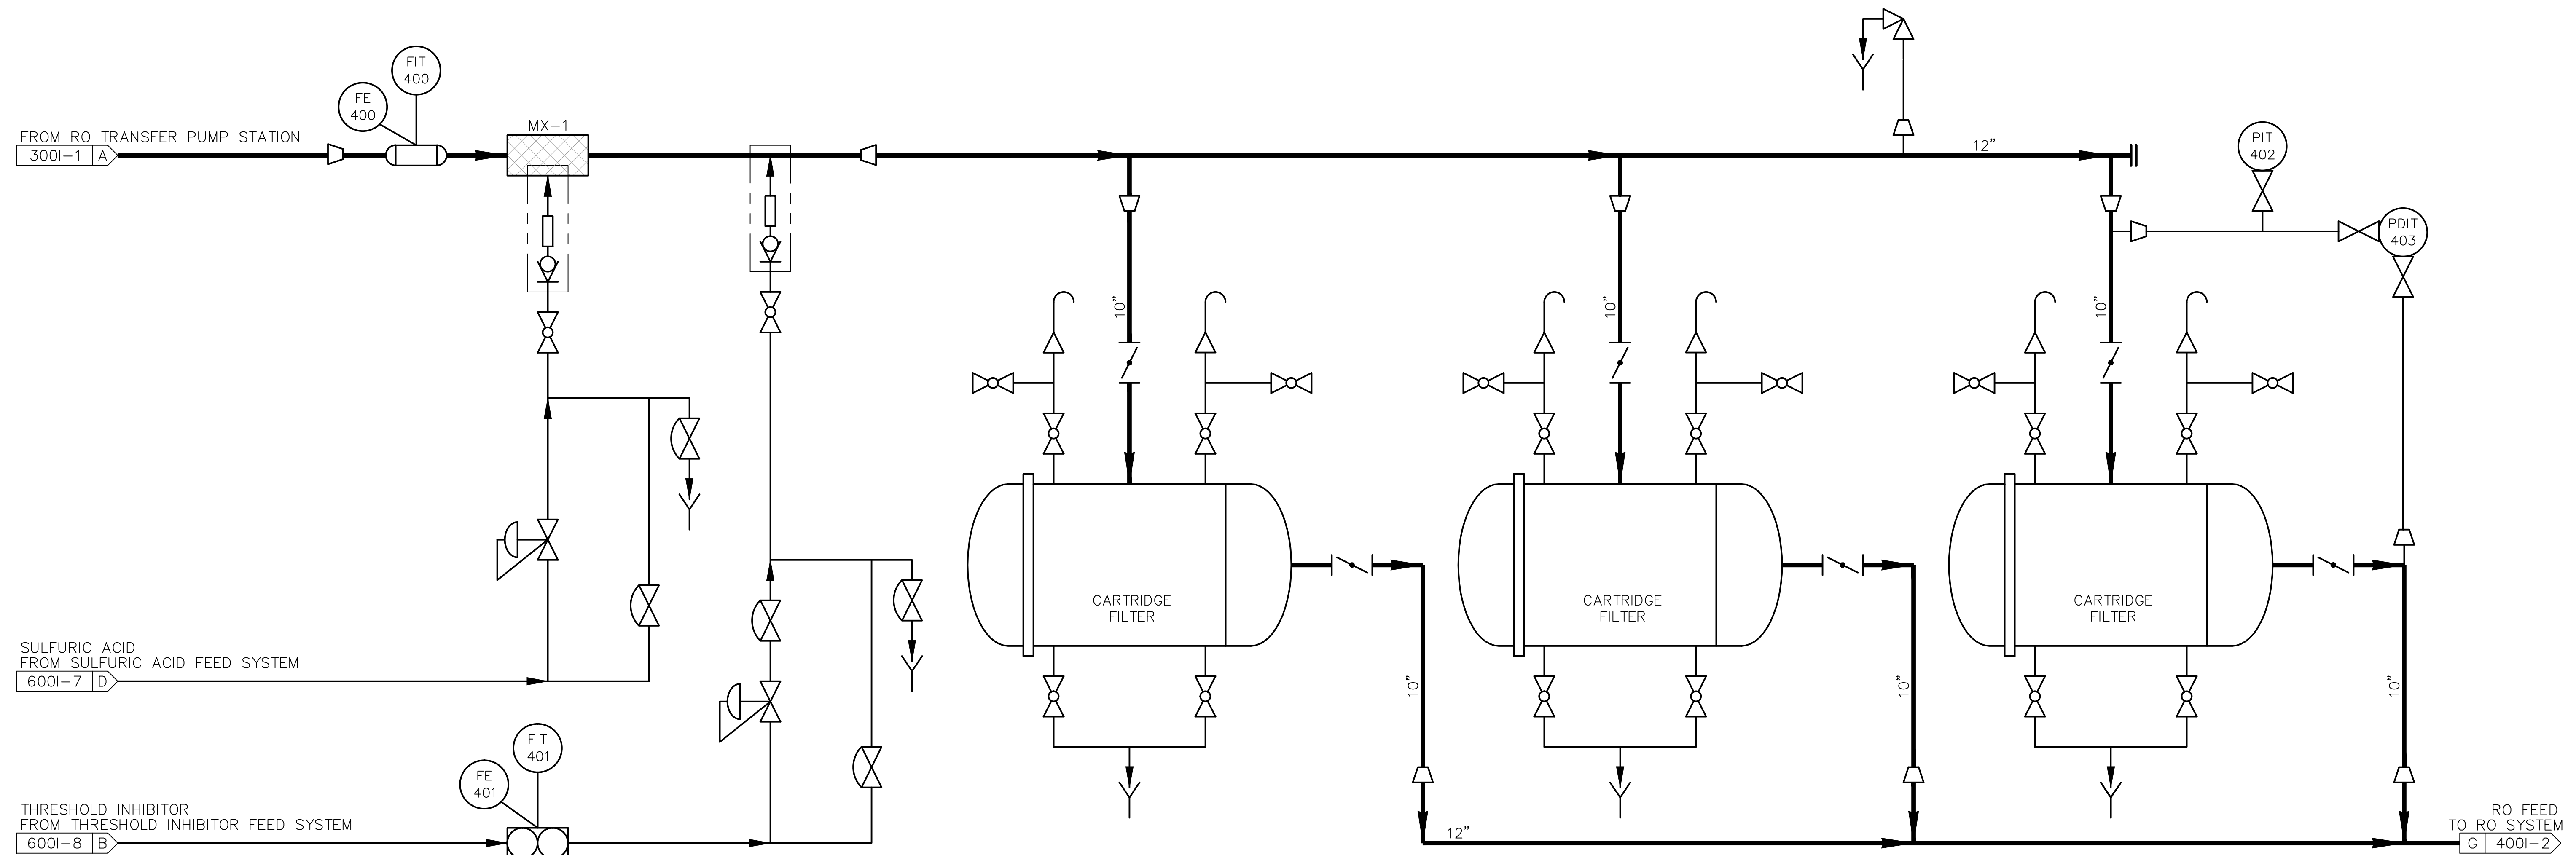 FIT
400
FE
400
MX-1
FROM RO TRANSFER PUMP STATION
300I-1 A
12"
PIT
402
PDIT
403
10"
10"
10"
CARTRIDGE
FILTER
CARTRIDGE
FILTER
CARTRIDGE
FILTER
SULFURIC ACID
FROM SULFURIC ACID FEED SYSTEM
600I-7 D
10"
10"
10"
FIT
401
FE
401
THRESHOLD INHIBITOR
FROM THRESHOLD INHIBITOR FEED SYSTEM
600I-8 B
12"
RO FEED
TO RO SYSTEM
G 400I-2